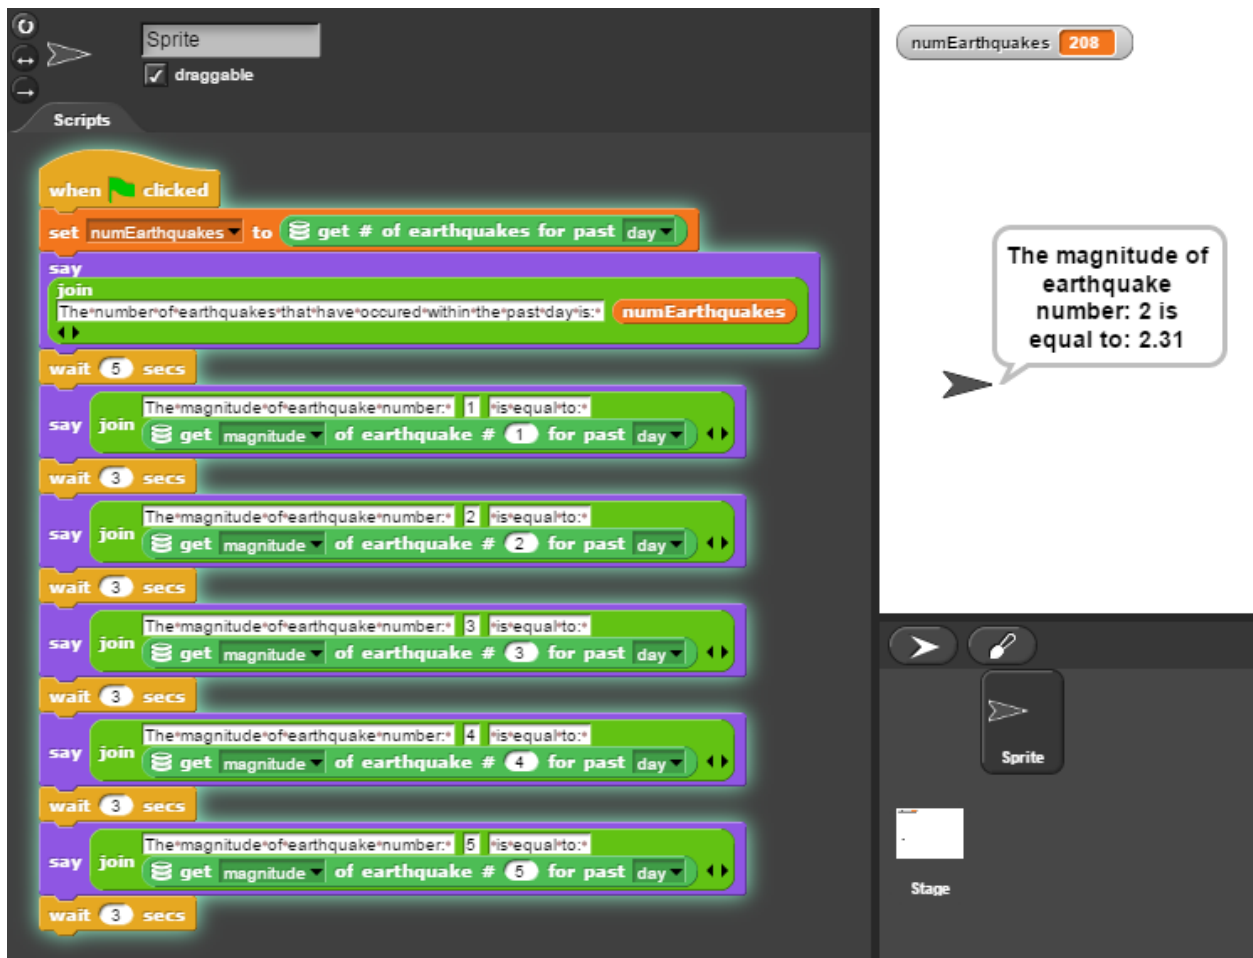 Sprite
draggable
Scripts
when clicked
set numEarthquakes to get # of earthquakes for past day
say
join
The number of earthquakes that have occured within the past day is: numEarthquakes
wait 5 secs
The magnitude of earthquake number: 1 is equal to:
say join get magnitude of earthquake # 1 for past day
wait 3 secs
The magnitude of earthquake number: 2 is equal to:
say join get magnitude of earthquake # 2 for past day
wait 3 secs
The magnitude of earthquake number: 3 is equal to:
say join get magnitude of earthquake # 3 for past day
wait 3 secs
The magnitude of earthquake number: 4 is equal to:
say join get magnitude of earthquake # 4 for past day
wait 3 secs
The magnitude of earthquake number: 5 is equal to:
say join get magnitude of earthquake # 5 for past day
wait 3 secs
numEarthquakes 208
The magnitude of
earthquake
number: 2 is
equal to: 2.31
Sprite
Stage